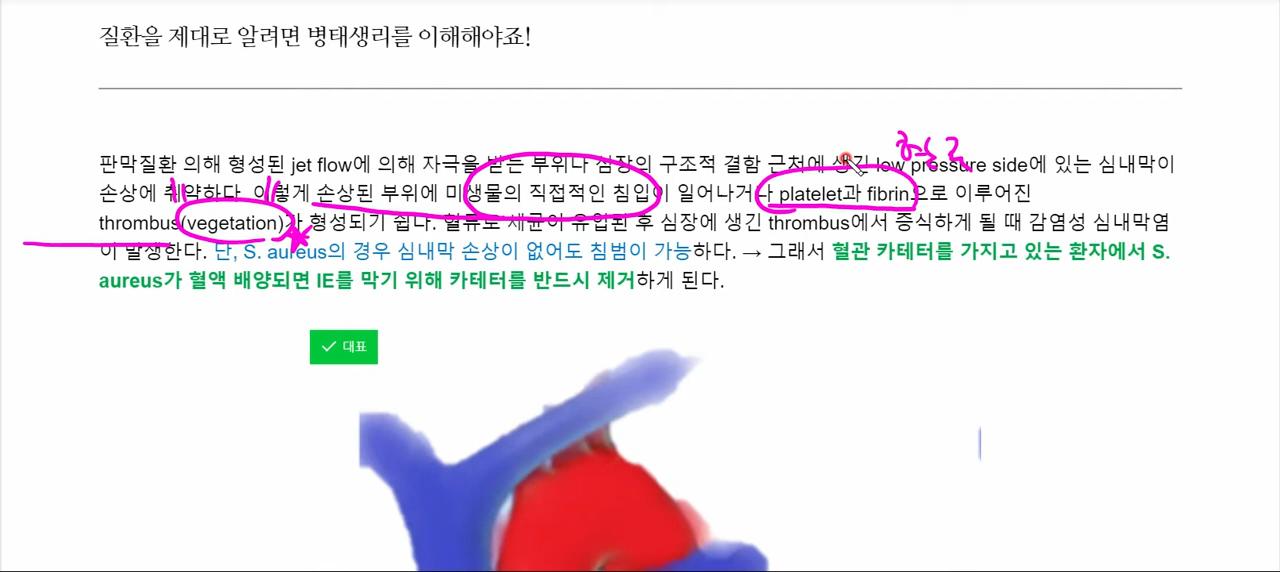 질환을 제대로 알려면 병태생리를 이해해야죠!
판막질환 의해 형성된 jet flow에 의해 자극을 받는 부위나 심장의 구조적 결함 근처에 생긴 low pressure side에 있는 심내막이
손상에 취약하다. 이렇게 손상된 부위에 미생물의 직접적인 침입이 일어나거나 platelet과 fibrin으로 이루어진
thrombus(vegetation)가 형성되기 쉽다. 혈류로 세균이 유입된 후 심장에 생긴 thrombus에서 증식하게 될 때 감염성 심내막염
이 발생한다. 단, S. aureus의 경우 심내막 손상이 없어도 침범이 가능하다. → 그래서 혈관 카테터를 가지고 있는 환자에서 S.
aureus가 혈액 배양되면 IE를 막기 위해 카테터를 반드시 제거하게 된다.
대표